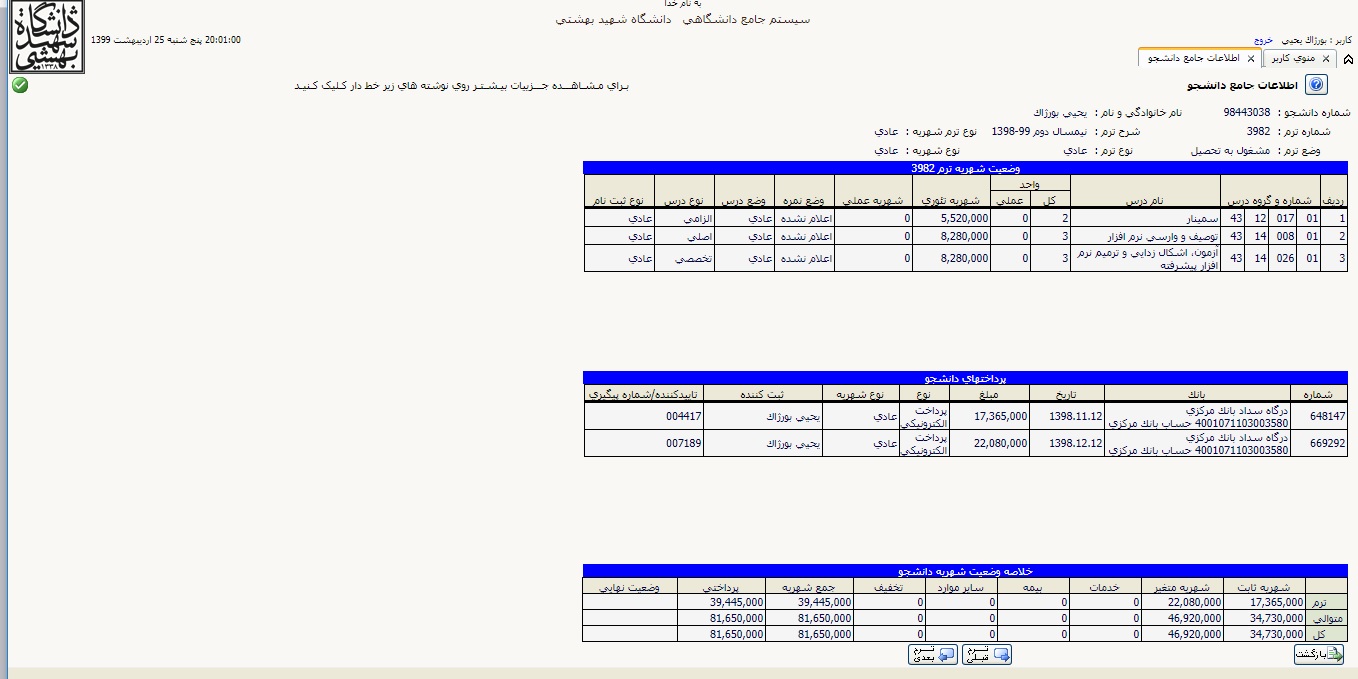 به نام خدا
سيستم جامع دانشگاهي   دانشگاه شهيد بهشتي
کاربر : بورژاك يحيي   خروج
20:01:00 پنج شنبه 25 ارديبهشت 1399
دانشگاه شهید بهشتی ۱۳۳۸
منوي كاربر   اطلاعات جامع دانشجو
اطلاعات جامع دانشجو
براي مشاهده جزييات بيشتر روي نوشته هاي زير خط دار كليک كنيد
شماره دانشجو : 98443038   نام خانوادگي و نام : يحيي بورژاك
شماره ترم : 3982   شرح ترم : نيمسال دوم 99-1398   نوع ترم شهريه : عادي
وضع ترم : مشغول به تحصيل   نوع ترم : عادي   نوع شهريه : عادي
وضعيت شهريه ترم 3982
رديف   شماره و گروه درس   نام درس   واحد   كل   عملي   شهريه تئوري   شهريه عملي   وضع نمره   وضع درس   نوع درس   نوع ثبت نام
1   01   017   12   43   سمينار   2   0   5,520,000   0   اعلام نشده   عادي   الزامي   عادي
2   01   008   14   43   توصيف و وارسي نرم افزار   3   0   8,280,000   0   اعلام نشده   عادي   اصلي   عادي
3   01   026   14   43   آزمون، اشكال زدايي و ترميم نرم افزار پيشرفته   3   0   8,280,000   0   اعلام نشده   عادي   تخصصي   عادي
پرداختهاي دانشجو
شماره   بانك   تاريخ   مبلغ   نوع   نوع شهريه   ثبت كننده   تاييدكننده/شماره پيگيري
648147   درگاه سداد بانك مركزي 4001071103003580 حساب بانك مركزي   1398.11.12   17,365,000   پرداخت الكترونيكي   عادي   يحيي بورژاك   004417
669292   درگاه سداد بانك مركزي 4001071103003580 حساب بانك مركزي   1398.12.12   22,080,000   پرداخت الكترونيكي   عادي   يحيي بورژاك   007189
خلاصه وضعيت شهريه دانشجو
شهريه ثابت   شهريه متغير   خدمات   بيمه   ساير موارد   تخفيف   جمع شهريه   پرداختي   وضعيت نهايي
ترم   17,365,000   22,080,000   0   0   0   0   39,445,000   39,445,000
متوالي   34,730,000   46,920,000   0   0   0   0   81,650,000   81,650,000
كل   34,730,000   46,920,000   0   0   0   0   81,650,000   81,650,000
بازگشت   ترم قبلي   ترم بعدي